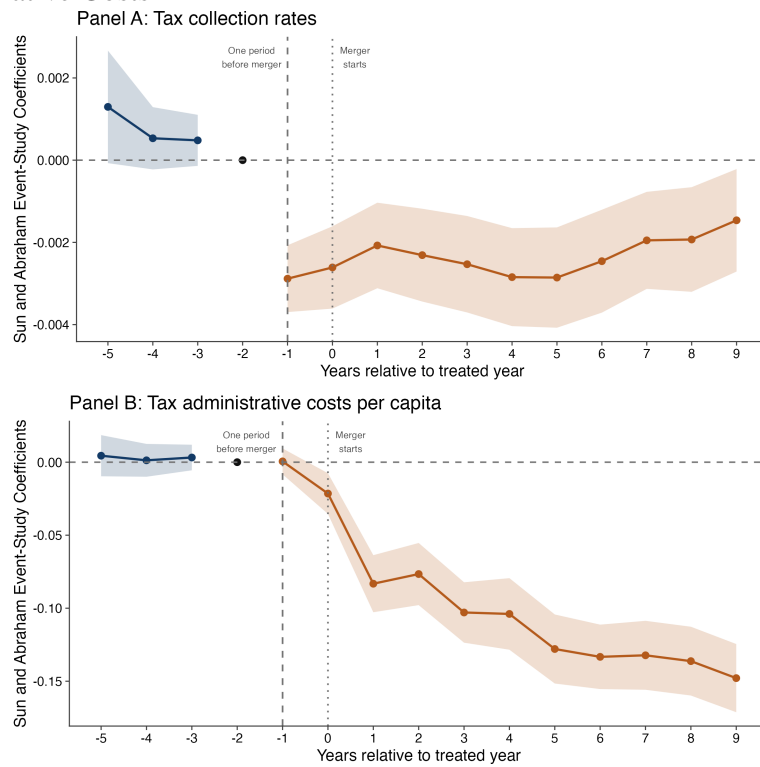 Panel A: Tax collection rates
Sun and Abraham Event-Study Coefficients
0.002
0.000
-0.002
-0.004
One period
before merger
Merger
starts
-5 -4 -3 -2 -1 0 1 2 3 4 5 6 7 8 9
Years relative to treated year
Panel B: Tax administrative costs per capita
Sun and Abraham Event-Study Coefficients
0.00
-0.05
-0.10
-0.15
One period
before merger
Merger
starts
-5 -4 -3 -2 -1 0 1 2 3 4 5 6 7 8 9
Years relative to treated year